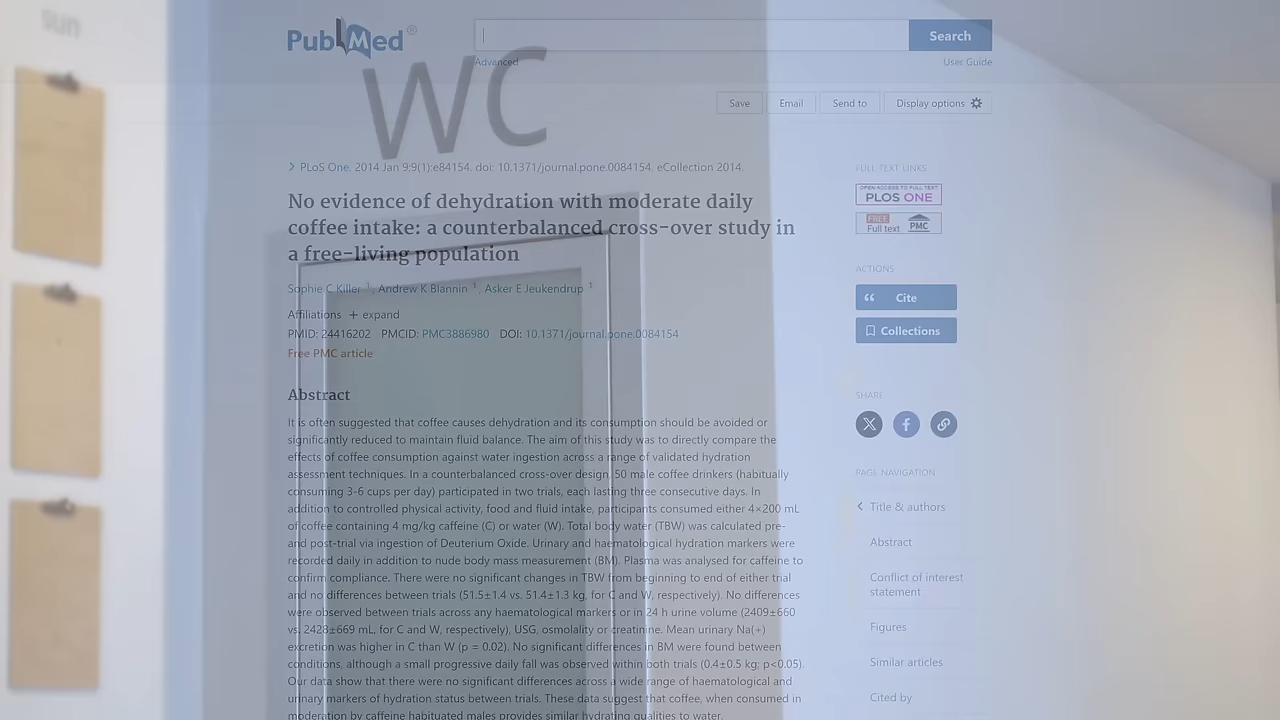 sun
PubMed®
Search
Advanced
User Guide
WC
Save
Email
Send to
Display options
PLoS One. 2014 Jan 9;9(1):e84154. doi: 10.1371/journal.pone.0084154. eCollection 2014.
No evidence of dehydration with moderate daily
coffee intake: a counterbalanced cross-over study in
a free-living population
Sophie C Killer 1, Andrew K Blannin 1, Asker E Jeukendrup 1
Affiliations + expand
PMID: 24416202 PMCID: PMC3886980 DOI: 10.1371/journal.pone.0084154
Free PMC article
Abstract
It is often suggested that coffee causes dehydration and its consumption should be avoided or
significantly reduced to maintain fluid balance. The aim of this study was to directly compare the
effects of coffee consumption against water ingestion across a range of validated hydration
assessment techniques. In a counterbalanced cross-over design, 50 male coffee drinkers (habitually
consuming 3-6 cups per day) participated in two trials, each lasting three consecutive days. In
addition to controlled physical activity, food and fluid intake, participants consumed either 4×200 mL
of coffee containing 4 mg/kg caffeine (C) or water (W). Total body water (TBW) was calculated pre-
and post-trial via ingestion of Deuterium Oxide. Urinary and haematological hydration markers were
recorded daily in addition to nude body mass measurement (BM). Plasma was analysed for caffeine to
confirm compliance. There were no significant changes in TBW from beginning to end of either trial
and no differences between trials (51.5±1.4 vs. 51.4±1.3 kg, for C and W, respectively). No differences
were observed between trials across any haematological markers or in 24 h urine volume (2409±660
vs. 2428±669 mL, for C and W, respectively), USG, osmolality or creatinine. Mean urinary Na(+)
excretion was higher in C than W (p = 0.02). No significant differences in BM were found between
conditions, although a small progressive daily fall was observed within both trials (0.4±0.5 kg; p<0.05).
Our data show that there were no significant differences across a wide range of haematological and
urinary markers of hydration status between trials. These data suggest that coffee, when consumed in
moderation by caffeine habituated males provides similar hydrating qualities to water.
FULL TEXT LINKS
OPEN ACCESS TO FULL TEXT
PLOS ONE
FREE
Full text
PMC
ACTIONS
Cite
Collections
SHARE
PAGE NAVIGATION
Title & authors
Abstract
Conflict of interest
statement
Figures
Similar articles
Cited by